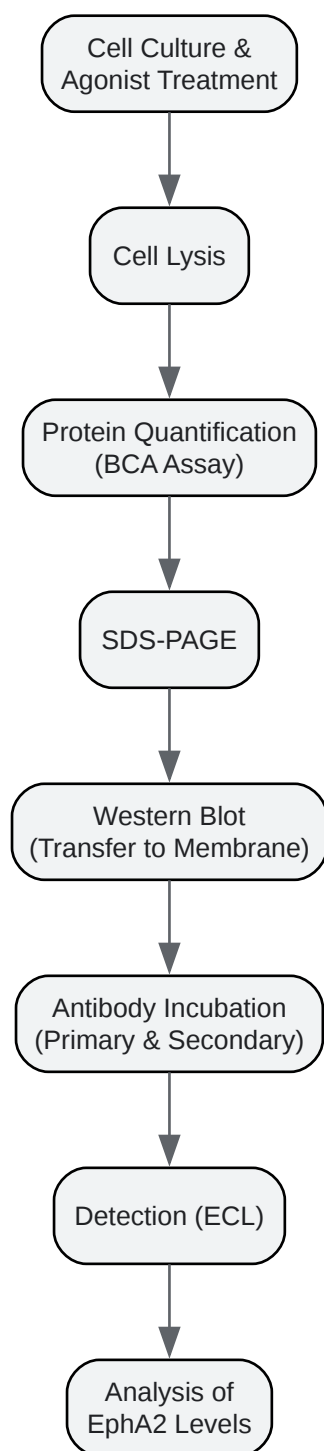 Cell Culture &
Agonist Treatment
Cell Lysis
Protein Quantification
(BCA Assay)
SDS-PAGE
Western Blot
(Transfer to Membrane)
Antibody Incubation
(Primary & Secondary)
Detection (ECL)
Analysis of
EphA2 Levels